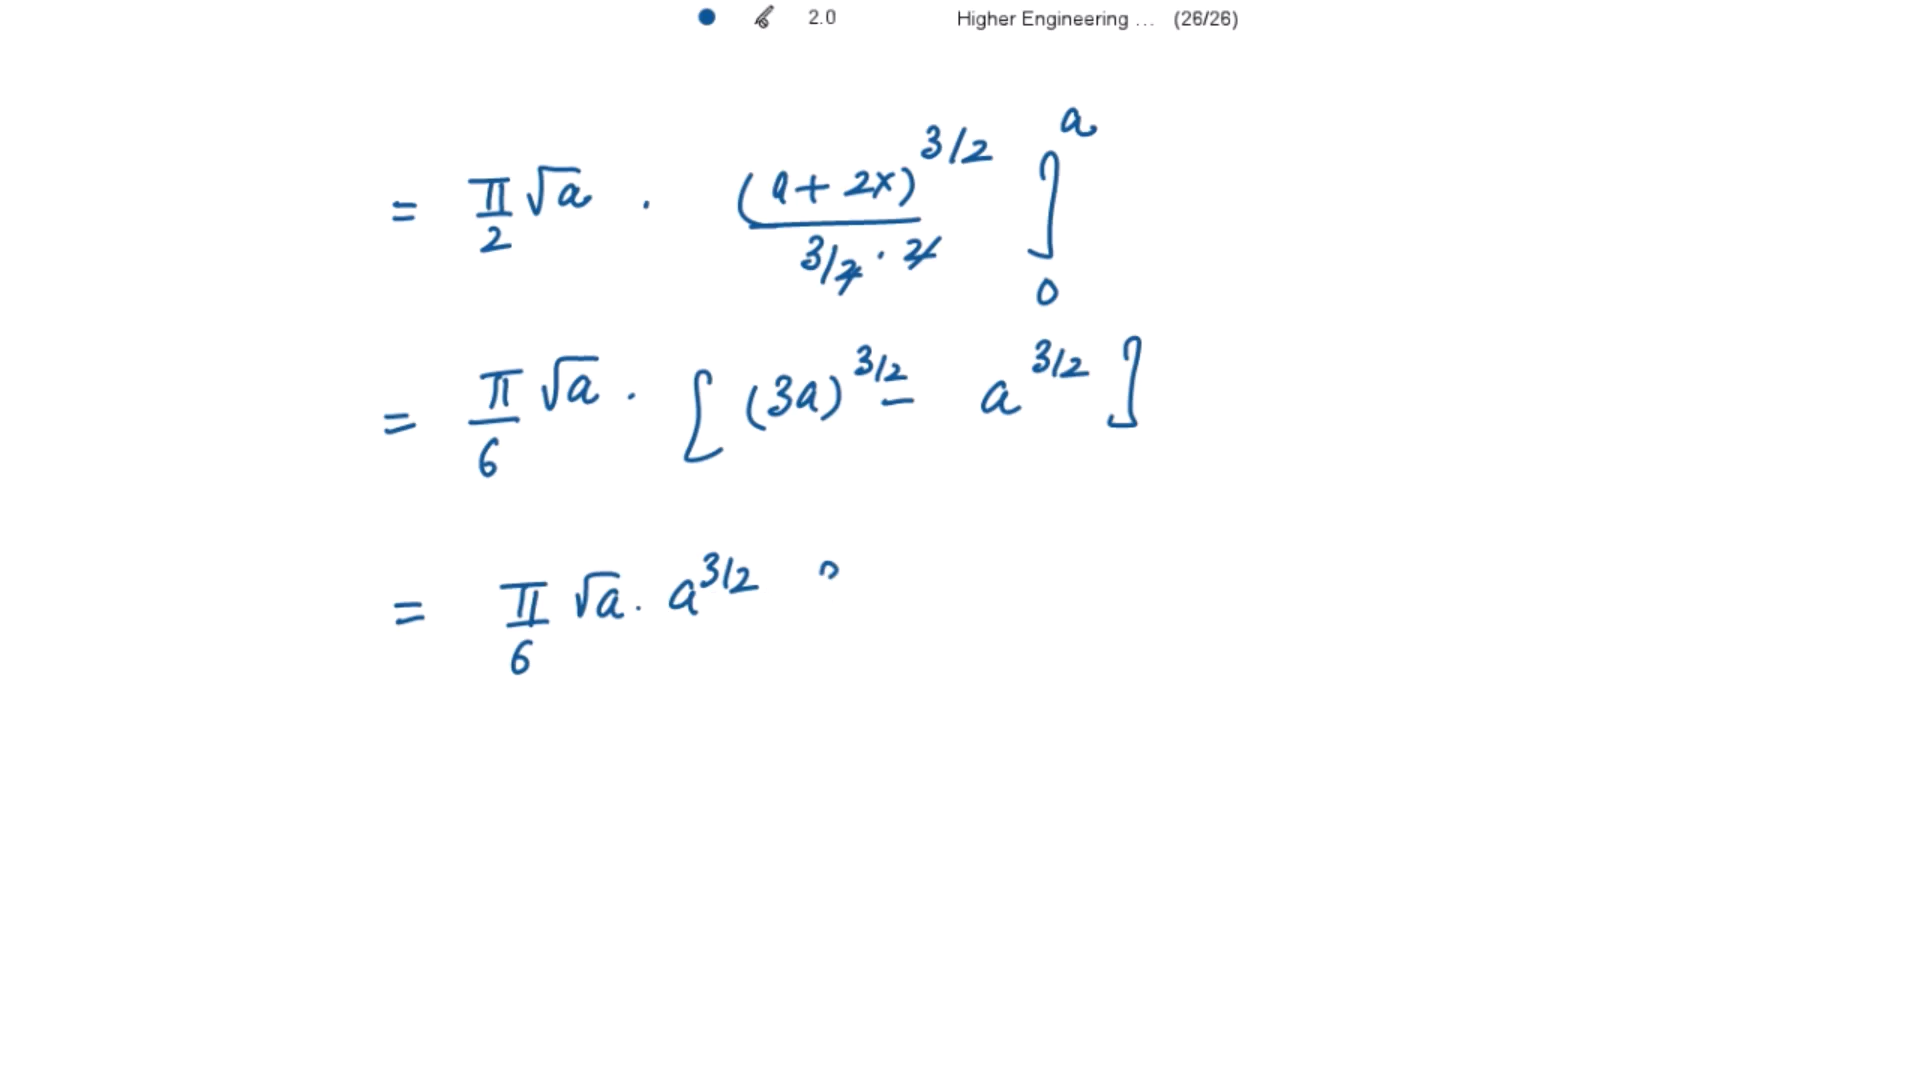 2.0 Higher Engineering ... (26/26)
= π/2 √a · (a+2x)^3/2 / 3/2 · 2 ]₀^a
= π/6 √a · [ (3a)^3/2 - a^3/2 ]
= π/6 √a · a^3/2